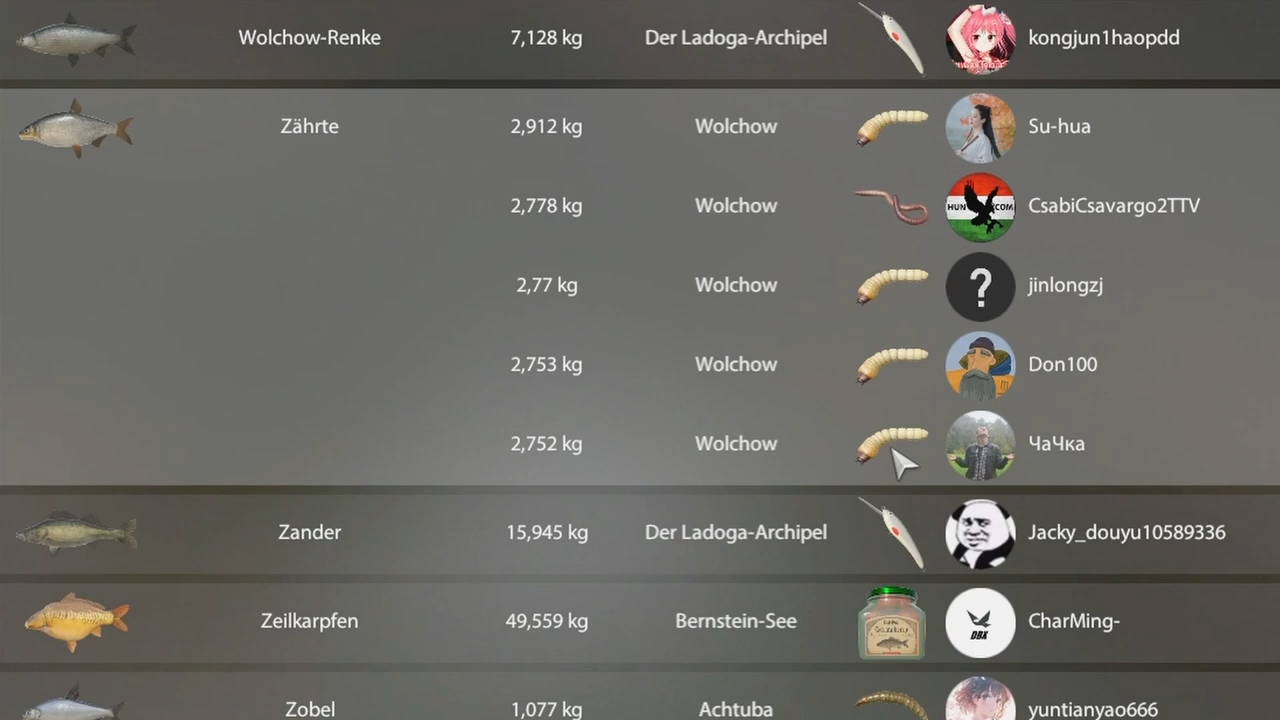 Wolchow-Renke 7,128 kg Der Ladoga-Archipel kongjun1haopdd
Zährte 2,912 kg Wolchow Su-hua
2,778 kg Wolchow HUN COM CsabiCsavargo2TTV
2,77 kg Wolchow ? jinlongzj
2,753 kg Wolchow Don100
2,752 kg Wolchow ЧаЧка
Zander 15,945 kg Der Ladoga-Archipel Jacky_douyu10589336
Zeilkarpfen 49,559 kg Bernstein-See DBK CharMing-
Zobel 1,077 kg Achtuba yuntianyao666